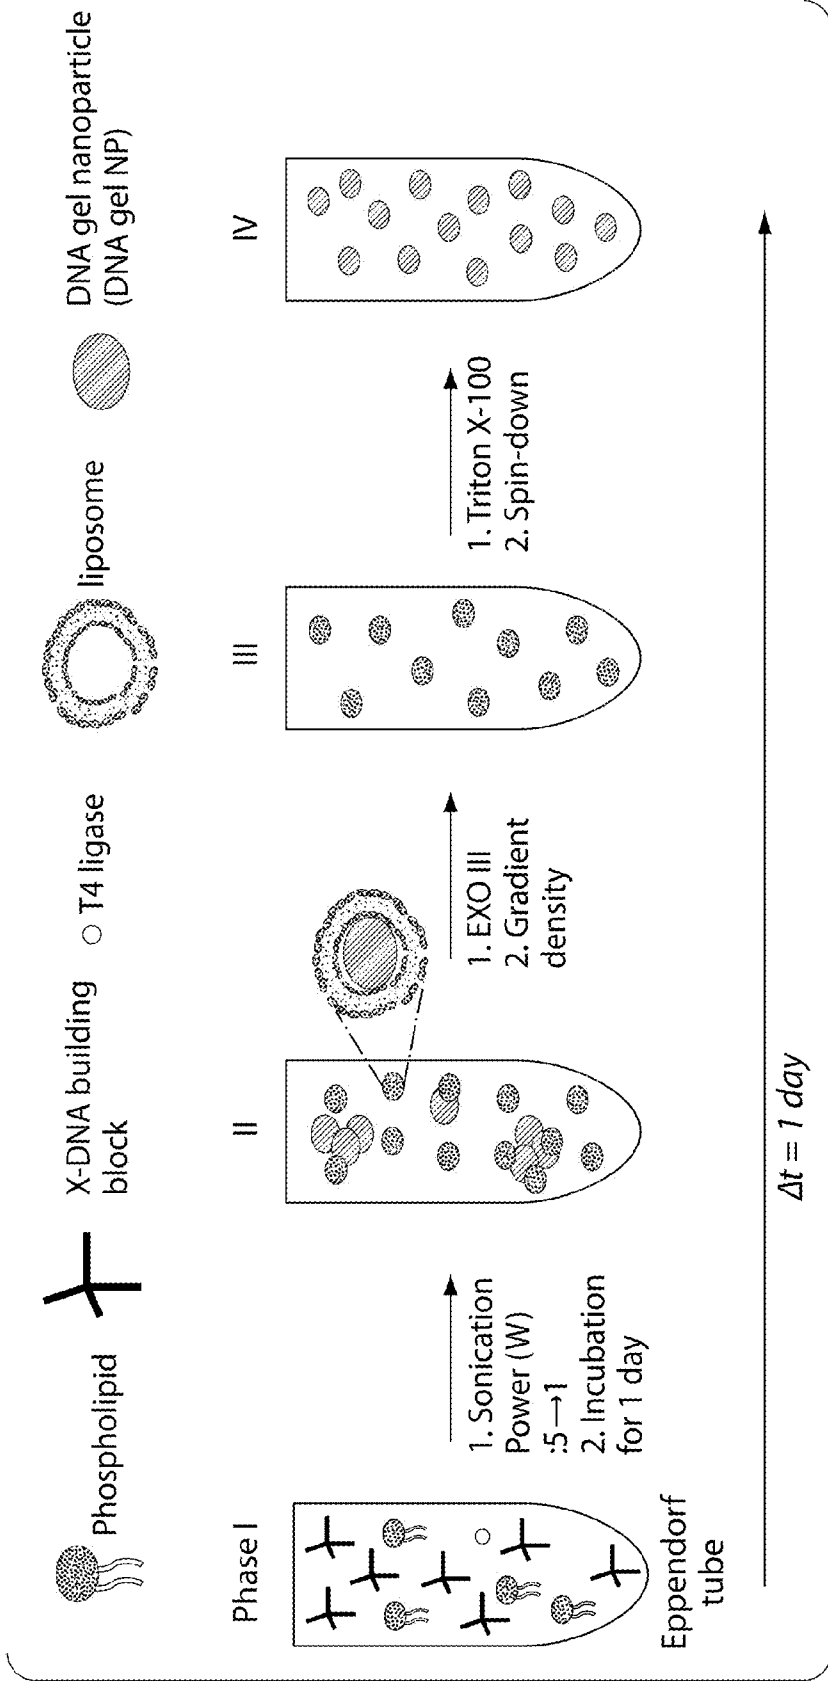 Phospholipid
X-DNA building
block
T4 ligase
liposome
DNA gel nanoparticle
(DNA gel NP)
Phase I
II
III
IV
1. Sonication
Power (W)
:5→1
2. Incubation
for 1 day
1. EXO III
2. Gradient
density
1. Triton X-100
2. Spin-down
Eppendorf
tube
Δt = 1 day